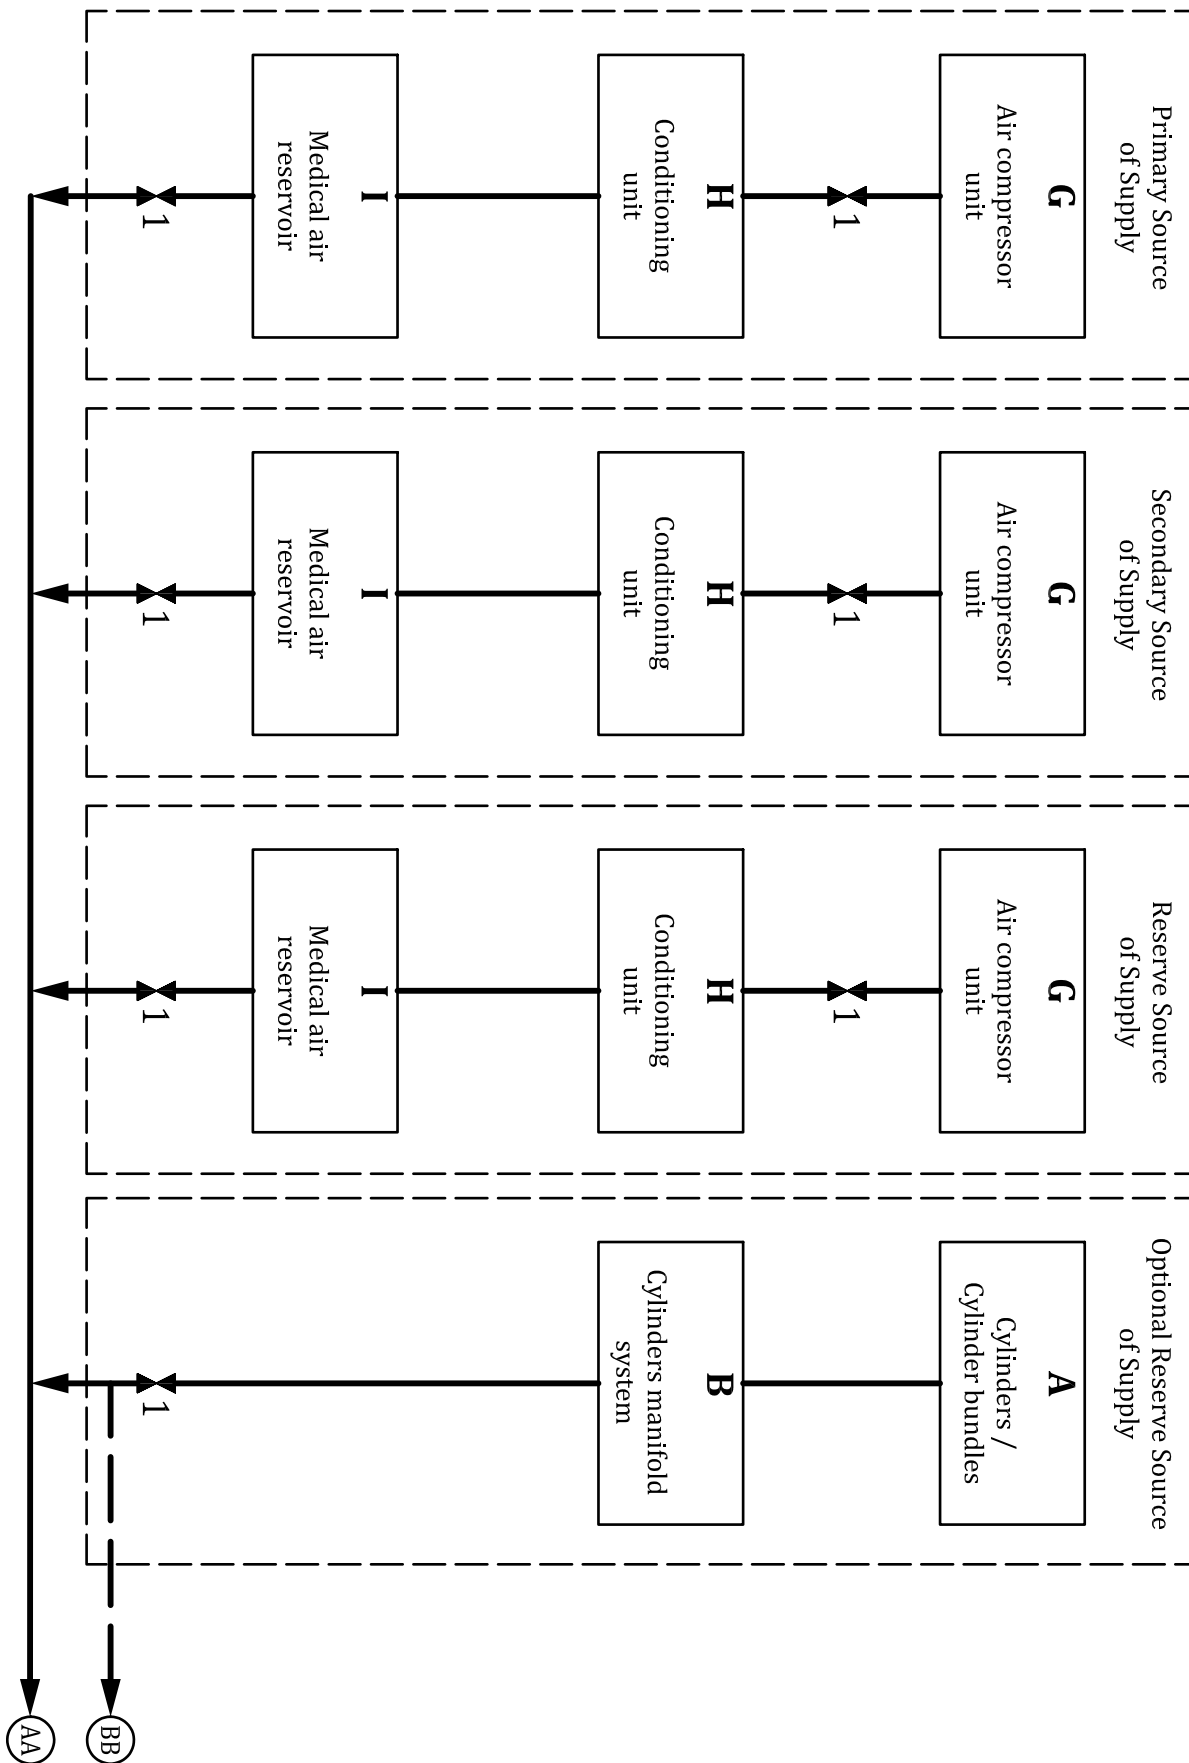 Primary Source
of Supply
G
Air compressor
unit
1
H
Conditioning
unit
I
Medical air
reservoir
1
Secondary Source
of Supply
G
Air compressor
unit
1
H
Conditioning
unit
I
Medical air
reservoir
1
Reserve Source
of Supply
G
Air compressor
unit
1
H
Conditioning
unit
I
Medical air
reservoir
1
Optional Reserve Source
of Supply
A
Cylinders /
Cylinder bundles
B
Cylinders manifold
system
1
BB
AA